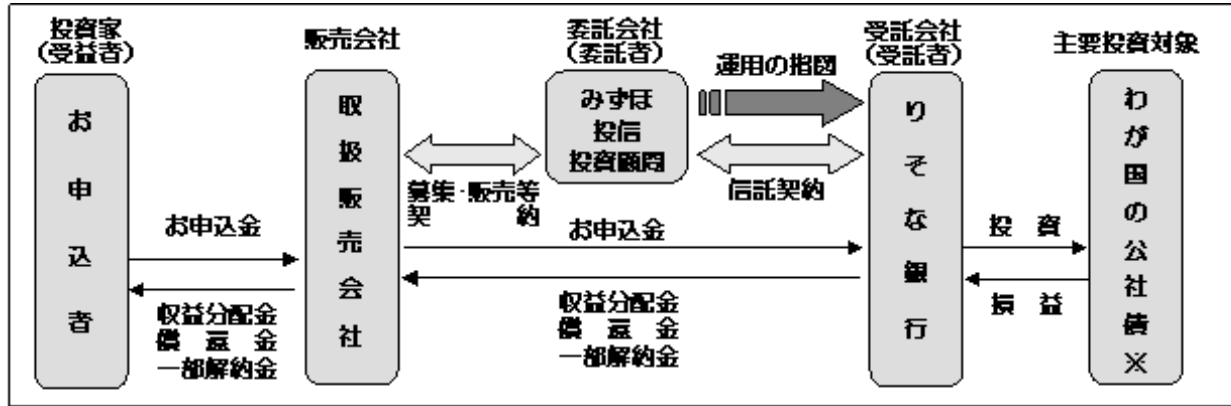 投資家
（受益者）
お申込者
販売会社
取扱販売会社
委託会社
（委託者）
みずほ
投信
投資顧問
運用の指図
受託会社
（受託者）
りそな銀行
主要投資対象
わが国の公社債※
募集・販売等
契約
信託契約
お申込金
収益分配金
償還金
一部解約金
お申込金
収益分配金
償還金
一部解約金
投資
損益